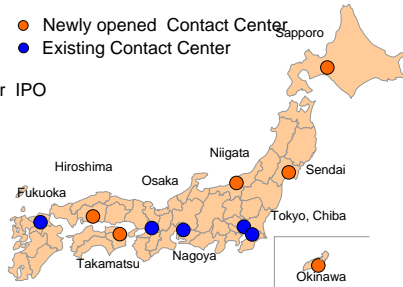 Newly opened Contact Center
Existing Contact Center
Sapporo
r IPO
Niigata
Hiroshima
Osaka
Sendai
Fukuoka
Tokyo, Chiba
Nagoya
Takamatsu
Okinawa